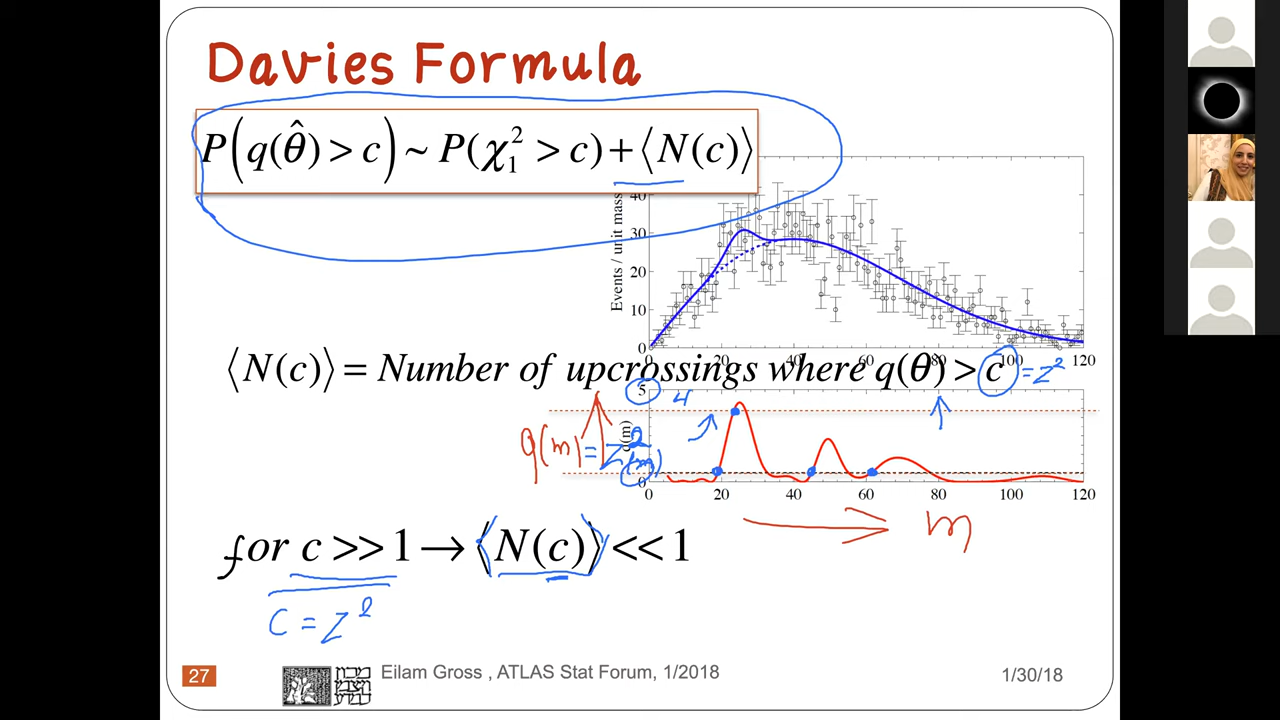 Davies Formula
P(q(θ̂) > c) ~ P(χ₁² > c) + ⟨N(c)⟩
Events / unit mass
40
30
20
10
0
0 20 40 60 80 100 120
⟨N(c)⟩ = Number of upcrossings where q(θ) > c = z²
5 4
q(m) = Z²(m)
q(m)
0
0 20 40 60 80 100 120
m
for c >> 1 → ⟨N(c)⟩ << 1
C = Z²
27
Eilam Gross , ATLAS Stat Forum, 1/2018
1/30/18